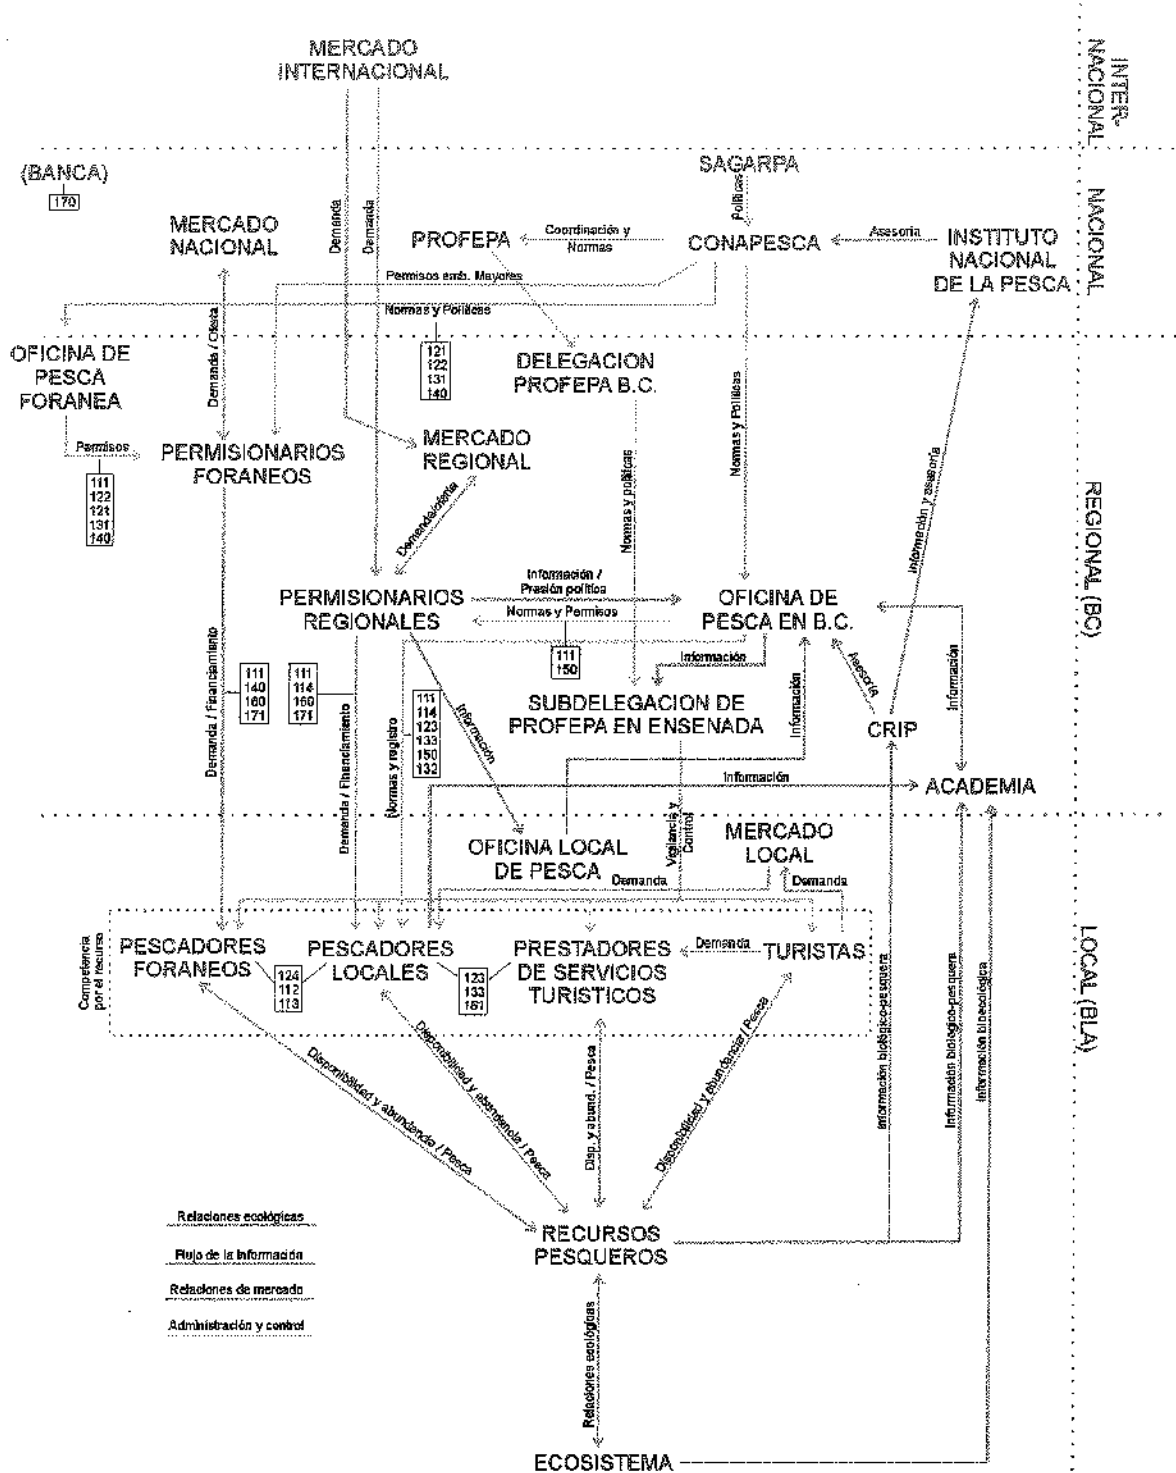 MERCADO
INTERNACIONAL
INTER-
NACIONAL
(BANCA)
170
SAGARPA
Políticas
MERCADO
NACIONAL
Demanda
Demanda
PROFEPA
Coordinación y
Normas
CONAPESCA
Asesoría
INSTITUTO
NACIONAL
DE LA PESCA
NACIONAL
Permisos emb. Mayores
Normas y Políticas
121
122
131
140
OFICINA DE
PESCA
FORANEA
Demanda / Oferta
DELEGACION
PROFEPA B.C.
Permisos
111
122
121
131
140
PERMISIONARIOS
FORANEOS
MERCADO
REGIONAL
Demanda/oferta
Normas y políticas
Normas y Políticas
Información y asesoría
REGIONAL (BC)
PERMISIONARIOS
REGIONALES
Información /
Presión política
Normas y Permisos
111
150
OFICINA DE
PESCA EN B.C.
Información
Información
Asesoría
Información
Demanda / Financiamiento
111
140
160
171
111
114
160
171
Demanda / Financiamiento
Normas y registro
111
114
123
133
150
132
Información
SUBDELEGACION DE
PROFEPA EN ENSENADA
CRIP
Información
ACADEMIA
OFICINA LOCAL
DE PESCA
Vigilancia y
Control
MERCADO
LOCAL
Demanda
Demanda
Competencia
por el recurso
PESCADORES
FORANEOS
124
112
113
PESCADORES
LOCALES
123
133
151
PRESTADORES
DE SERVICIOS
TURISTICOS
Demanda
TURISTAS
LOCAL (BLA)
Disponibilidad y abundancia / Pesca
Disponibilidad y abundancia / Pesca
Disp. y abund. / Pesca
Disponibilidad y abundancia / Pesca
Información biológico-pesquera
Información biológico-pesquera
Información bioecológica
RECURSOS
PESQUEROS
Relaciones ecológicas
Flujo de la información
Relaciones de mercado
Administración y control
Relaciones ecológicas
ECOSISTEMA